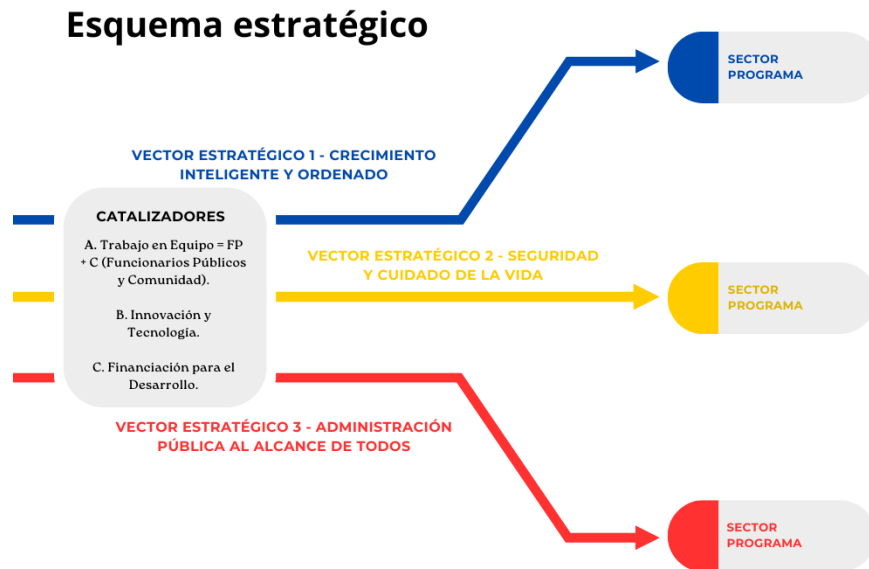 Esquema estratégico
SECTOR
PROGRAMA
VECTOR ESTRATÉGICO 1 - CRECIMIENTO
INTELIGENTE Y ORDENADO
CATALIZADORES
A. Trabajo en Equipo = FP
+ C (Funcionarios Públicos
y Comunidad).
B. Innovación y
Tecnología.
C. Financiación para el
Desarrollo.
VECTOR ESTRATÉGICO 2 - SEGURIDAD
Y CUIDADO DE LA VIDA
SECTOR
PROGRAMA
VECTOR ESTRATÉGICO 3 - ADMINISTRACIÓN
PÚBLICA AL ALCANCE DE TODOS
SECTOR
PROGRAMA